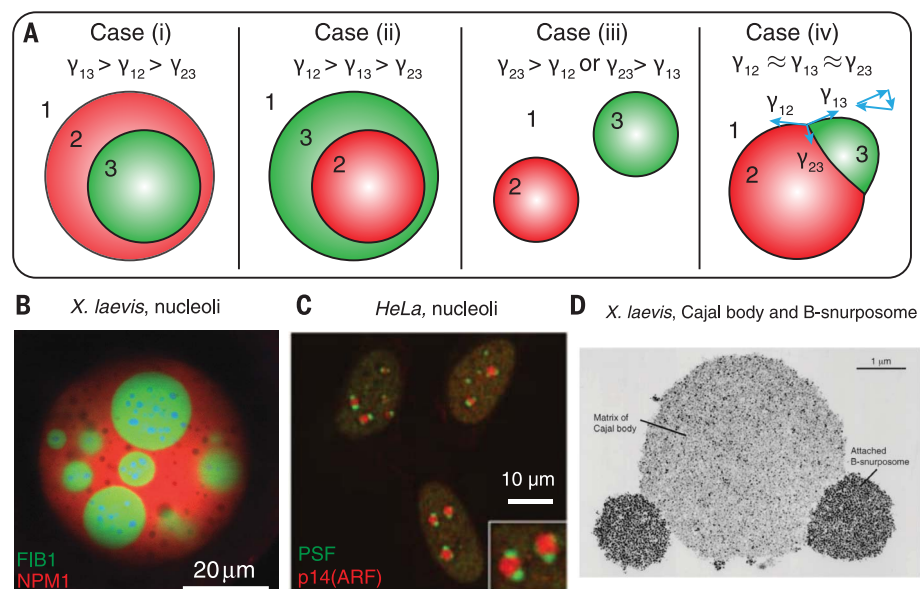 A
Case (i)
γ13 > γ12 > γ23
1
2
3
Case (ii)
γ12 > γ13 > γ23
1
3
2
Case (iii)
γ23 > γ12 or γ23 > γ13
1
3
2
Case (iv)
γ12 ≈ γ13 ≈ γ23
γ12
γ13
1
3
2
γ23
B
X. laevis, nucleoli
FIB1
NPM1
20 μm
C
HeLa, nucleoli
10 μm
PSF
p14(ARF)
D
X. laevis, Cajal body and B-snurposome
1 μm
Matrix of
Cajal body
Attached
B-snurposome